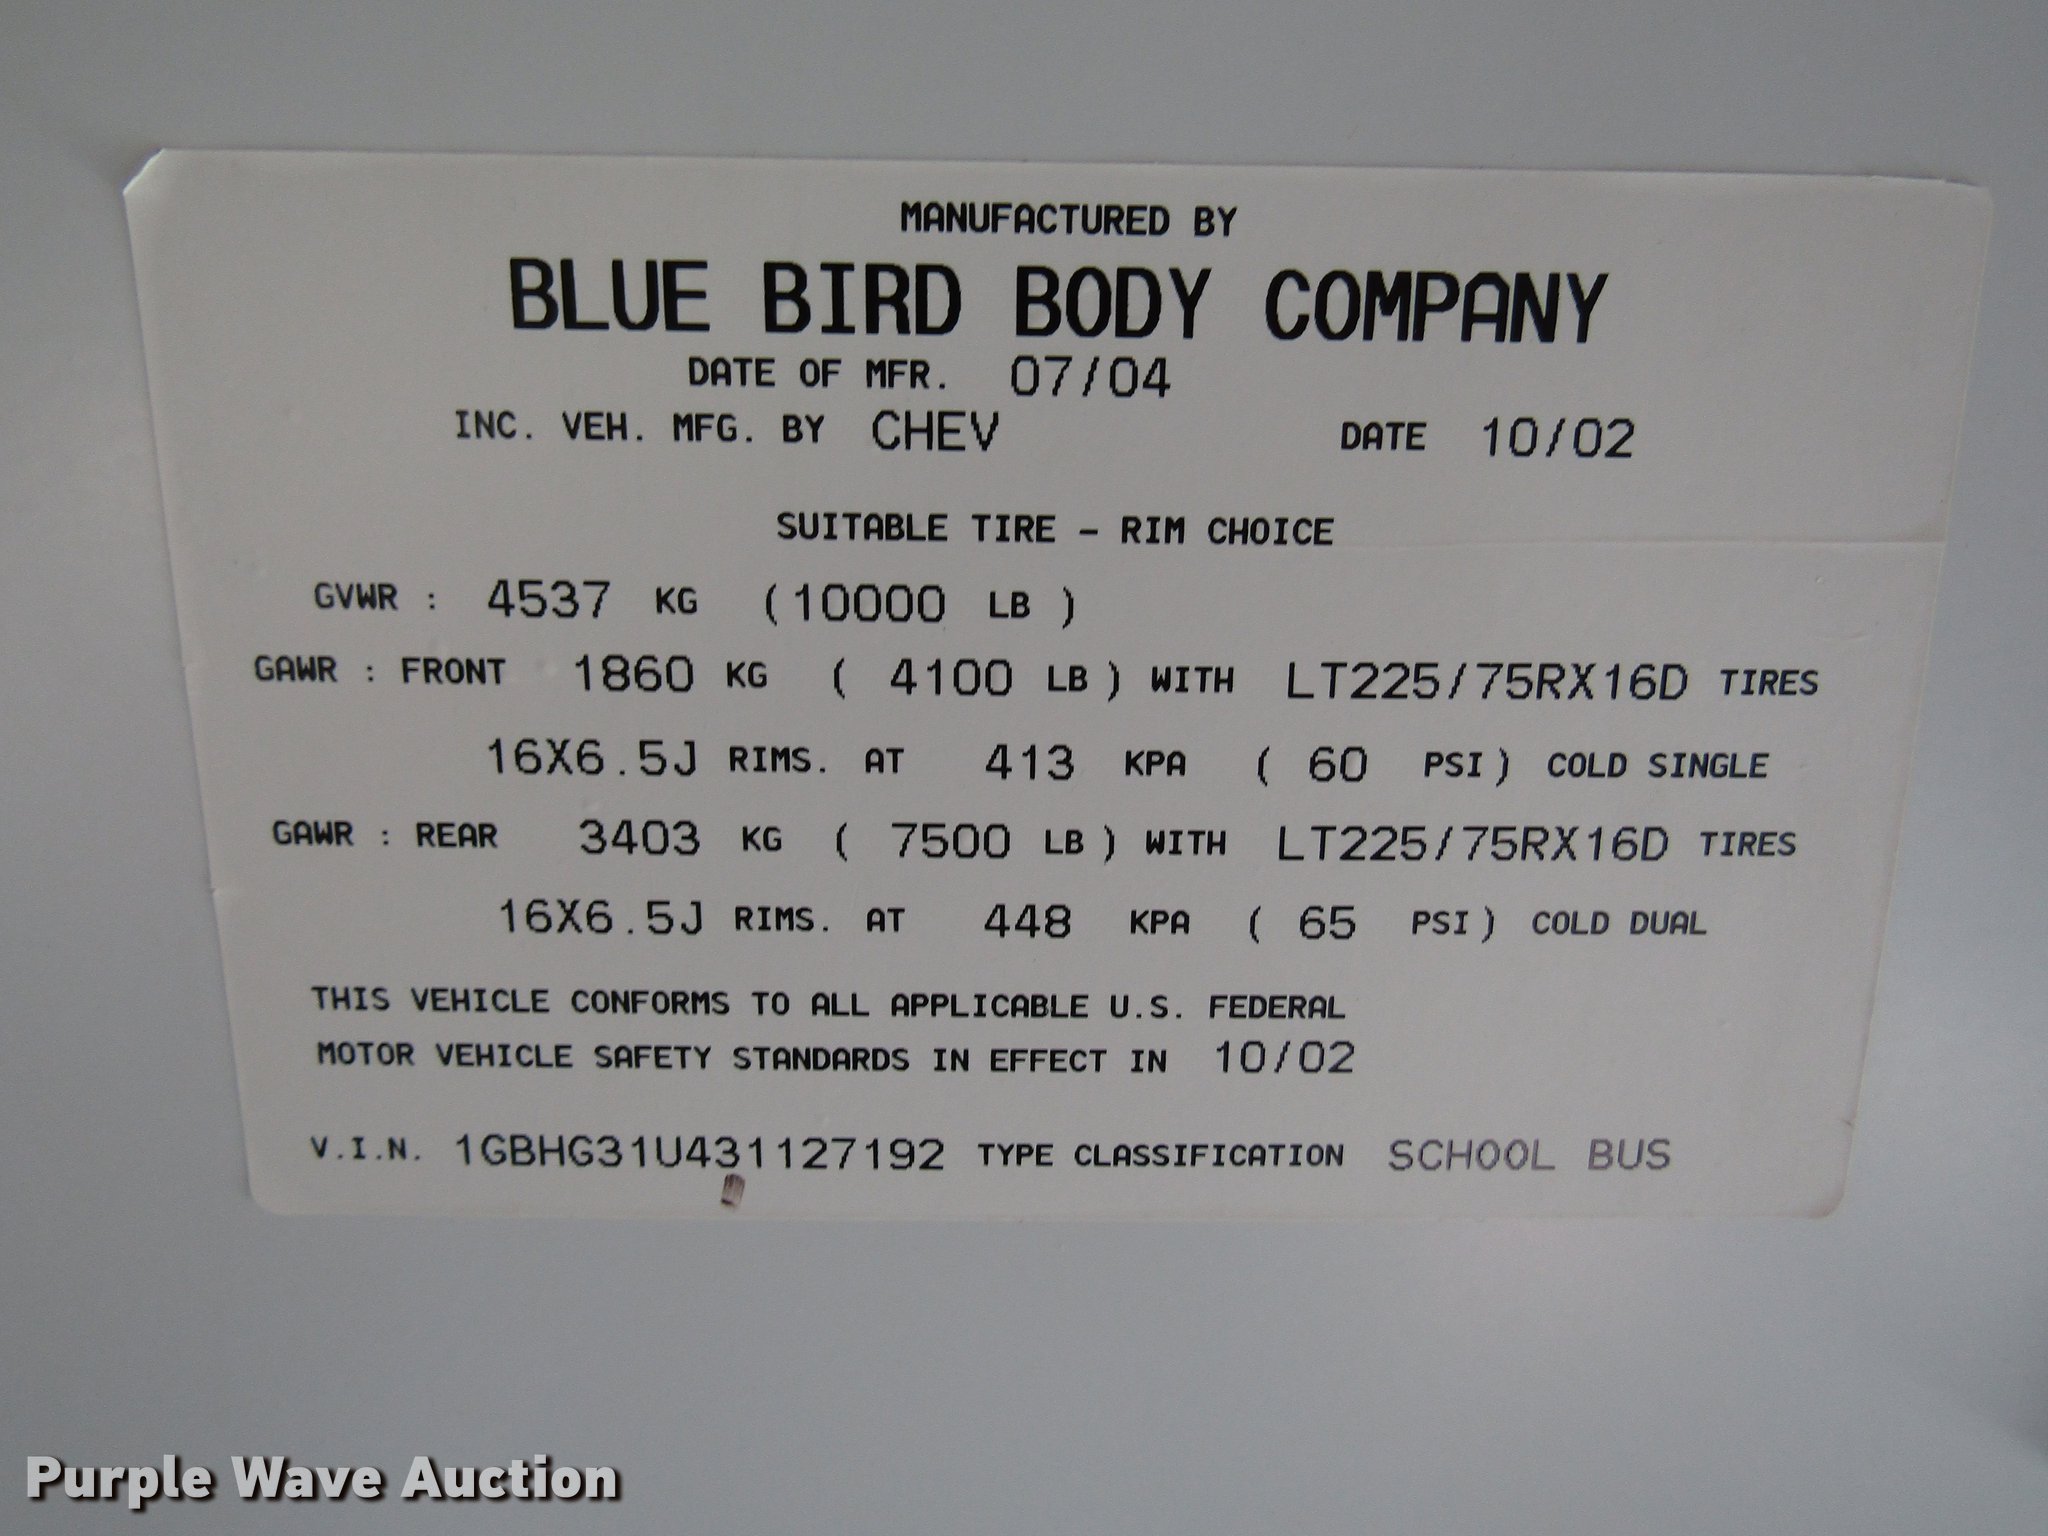 MANUFACTURED BY
BLUE BIRD BODY COMPANY
DATE OF MFR. 07/04
INC. VEH. MFG. BY CHEV DATE 10/02
SUITABLE TIRE - RIM CHOICE
GVWR : 4537 KG (10000 LB )
GAWR : FRONT 1860 KG ( 4100 LB ) WITH LT225/75RX16D TIRES
16X6.5J RIMS. AT 413 KPA ( 60 PSI ) COLD SINGLE
GAWR : REAR 3403 KG ( 7500 LB ) WITH LT225/75RX16D TIRES
16X6.5J RIMS. AT 448 KPA ( 65 PSI ) COLD DUAL
THIS VEHICLE CONFORMS TO ALL APPLICABLE U.S. FEDERAL
MOTOR VEHICLE SAFETY STANDARDS IN EFFECT IN 10/02
V.I.N. 1GBHG31U431127192 TYPE CLASSIFICATION SCHOOL BUS
Purple Wave Auction